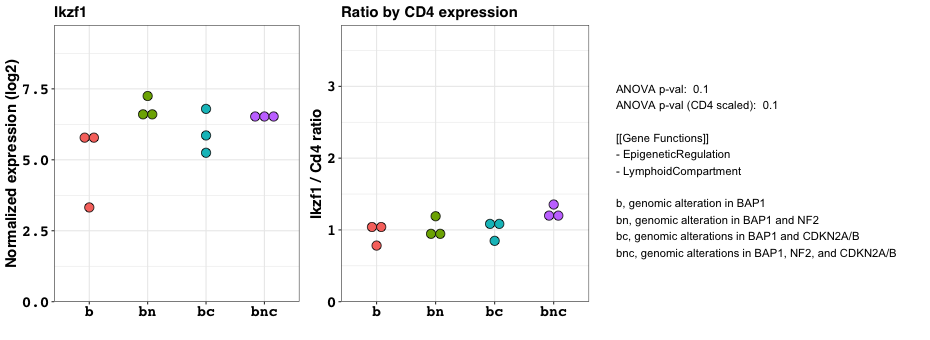 Ikzf1
Normalized expression (log2)
7.5
5.0
2.5
0.0
b bn bc bnc
Ratio by CD4 expression
Ikzf1 / Cd4 ratio
3
2
1
0
b bn bc bnc
ANOVA p-val: 0.1
ANOVA p-val (CD4 scaled): 0.1
[[Gene Functions]]
- EpigeneticRegulation
- LymphoidCompartment
b, genomic alteration in BAP1
bn, genomic alteration in BAP1 and NF2
bc, genomic alterations in BAP1 and CDKN2A/B
bnc, genomic alterations in BAP1, NF2, and CDKN2A/B